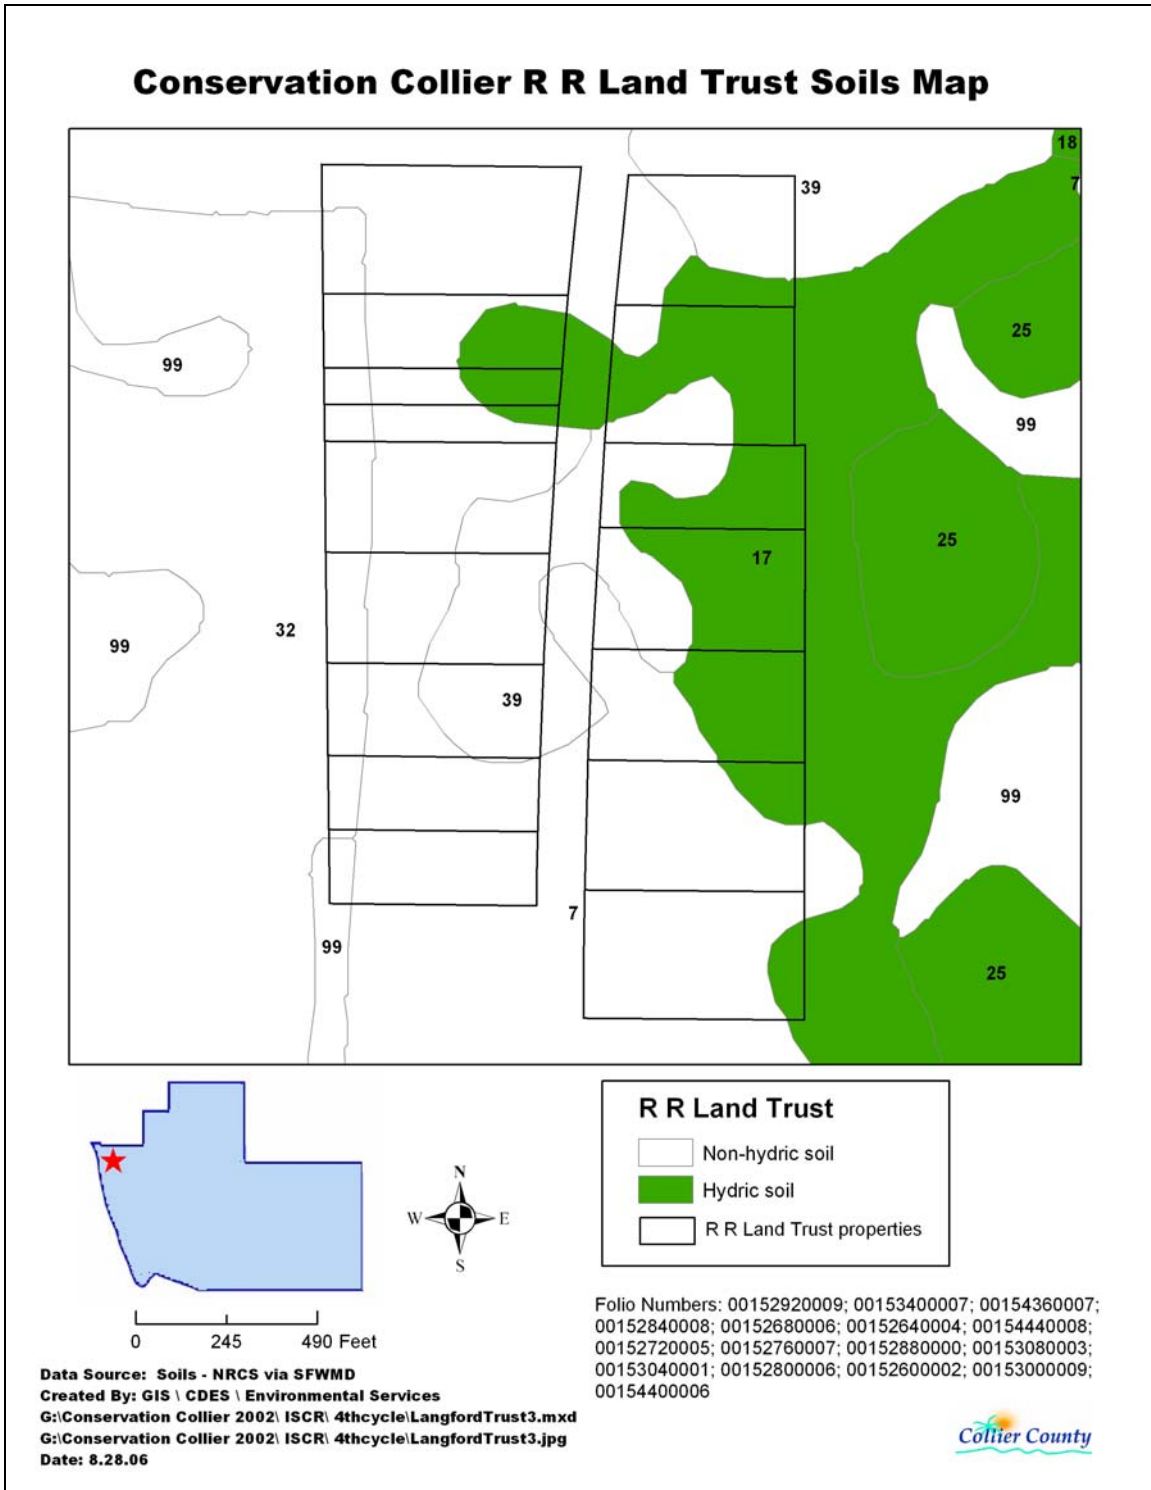 Conservation Collier R R Land Trust Soils Map
18
39
7
25
99
99
25
17
32
99
39
99
7
99
25
R R Land Trust
Non-hydric soil
Hydric soil
R R Land Trust properties
N
W E
S
0 245 490 Feet
Folio Numbers: 00152920009; 00153400007; 00154360007;
00152840008; 00152680006; 00152640004; 00154440008;
00152720005; 00152760007; 00152880000; 00153080003;
00153040001; 00152800006; 00152600002; 00153000009;
00154400006
Data Source: Soils - NRCS via SFWMD
Created By: GIS \ CDES \ Environmental Services
G:\Conservation Collier 2002\ ISCR\ 4thcycle\LangfordTrust3.mxd
G:\Conservation Collier 2002\ ISCR\ 4thcycle\LangfordTrust3.jpg
Date: 8.28.06
Collier County